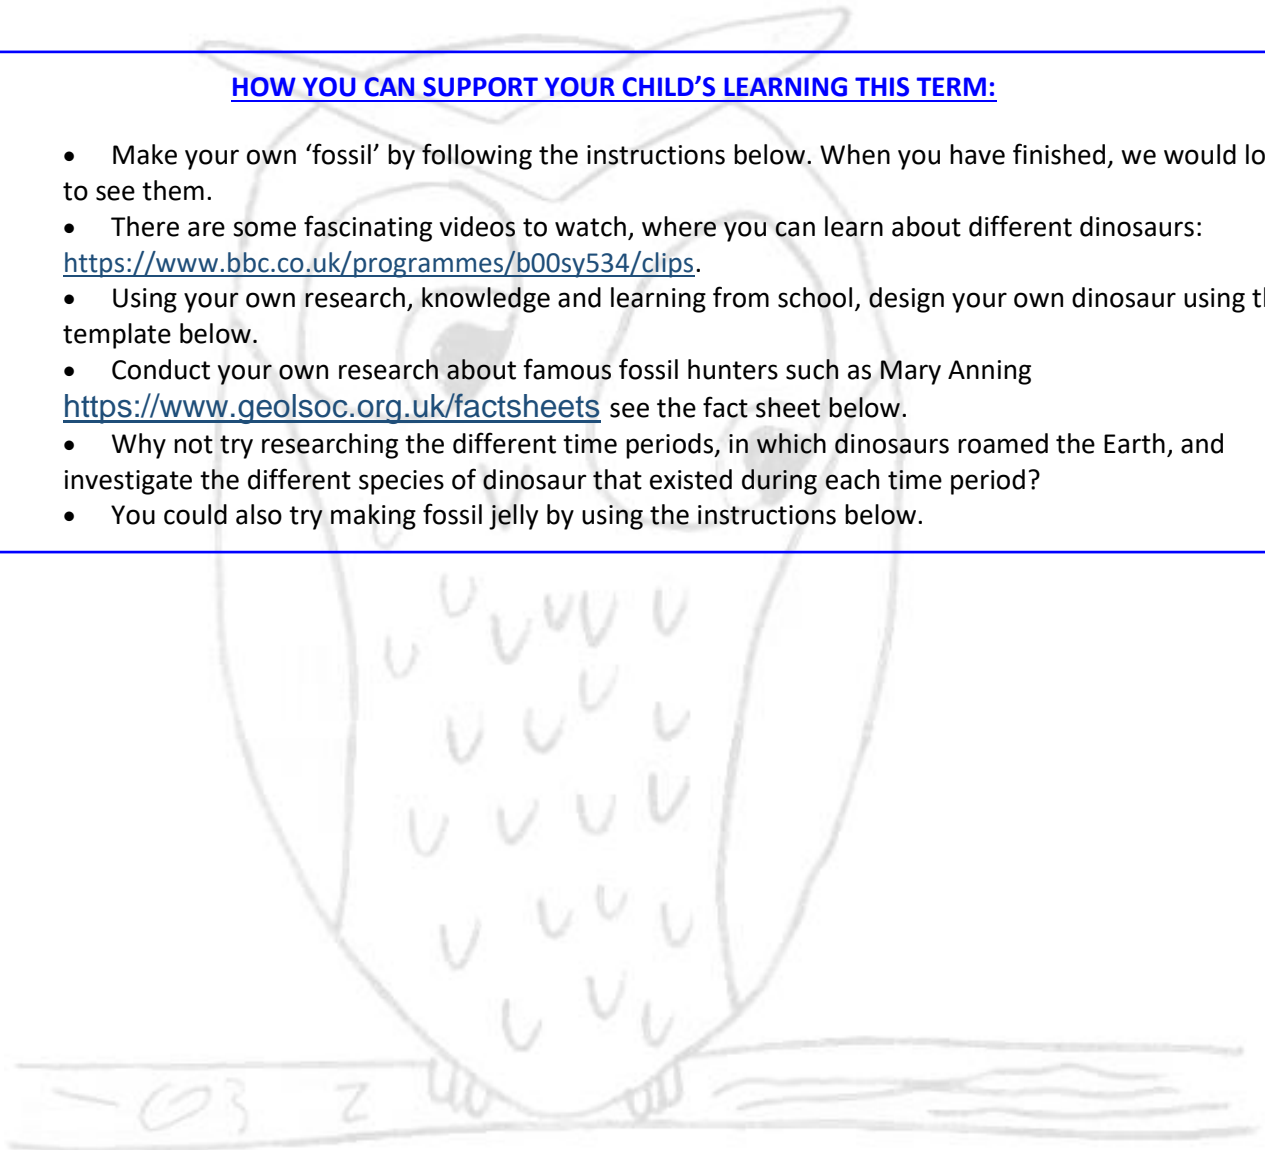 HOW YOU CAN SUPPORT YOUR CHILD'S LEARNING THIS TERM:
• Make your own ‘fossil’ by following the instructions below. When you have finished, we would lo
to see them.
• There are some fascinating videos to watch, where you can learn about different dinosaurs:
https://www.bbc.co.uk/programmes/b00sy534/clips.
• Using your own research, knowledge and learning from school, design your own dinosaur using th
template below.
• Conduct your own research about famous fossil hunters such as Mary Anning
https://www.geolsoc.org.uk/factsheets see the fact sheet below.
• Why not try researching the different time periods, in which dinosaurs roamed the Earth, and
investigate the different species of dinosaur that existed during each time period?
• You could also try making fossil jelly by using the instructions below.